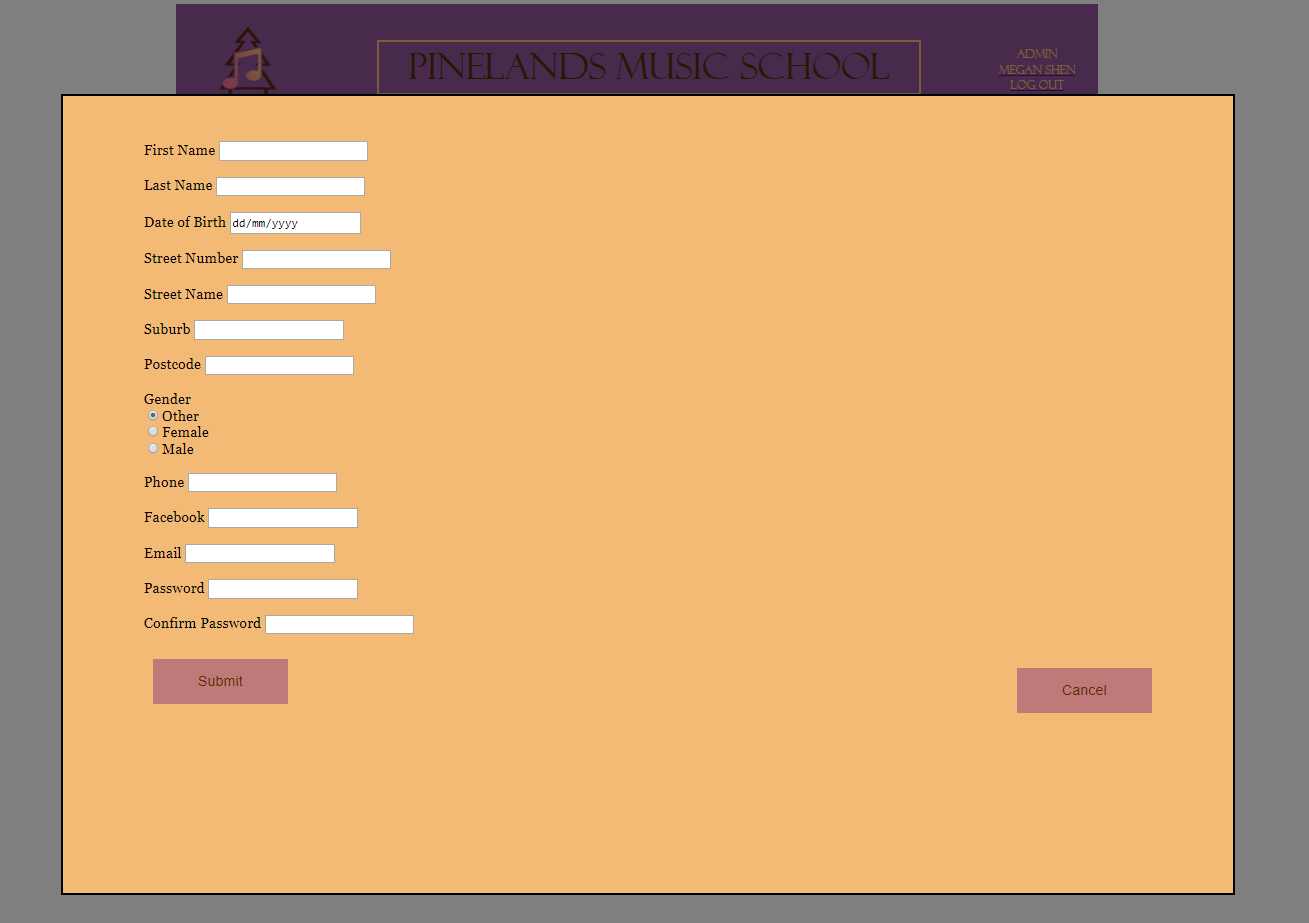 PINELANDS MUSIC SCHOOL
ADMIN
MEGAN SHEN
LOG OUT
First Name
Last Name
Date of Birth dd/mm/yyyy
Street Number
Street Name
Suburb
Postcode
Gender
Other
Female
Male
Phone
Facebook
Email
Password
Confirm Password
Submit
Cancel